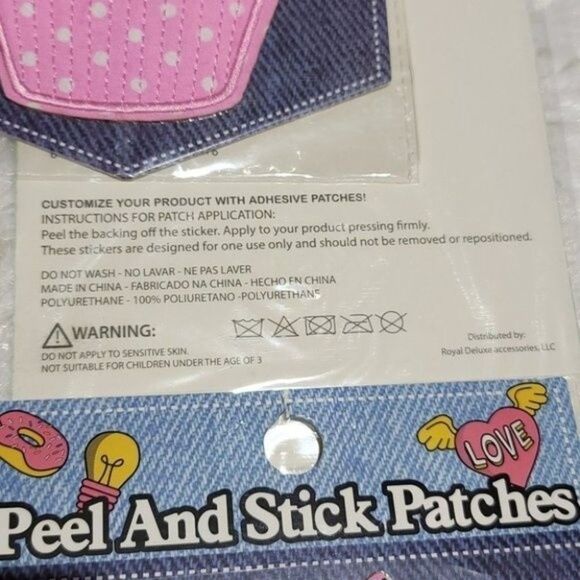 CUSTOMIZE YOUR PRODUCT WITH ADHESIVE PATCHES!
INSTRUCTIONS FOR PATCH APPLICATION:
Peel the backing off the sticker. Apply to your product pressing firmly.
These stickers are designed for one use only and should not be removed or repositioned.
DO NOT WASH - NO LAVAR - NE PAS LAVER
MADE IN CHINA - FABRICADO NA CHINA - HECHO EN CHINA
POLYURETHANE - 100% POLIURETANO -POLYURETHANE
WARNING:
DO NOT APPLY TO SENSITIVE SKIN.
NOT SUITABLE FOR CHILDREN UNDER THE AGE OF 3
Distributed by:
Royal Deluxe accessories, LLC
LOVE
Peel And Stick Patches